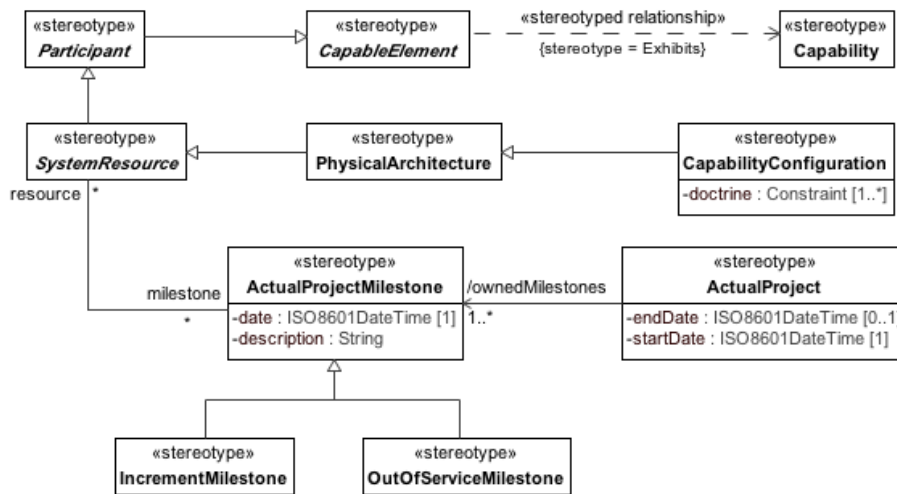 «stereotype»
Participant
«stereotype»
CapableElement
«stereotyped relationship»
{stereotype = Exhibits}
«stereotype»
Capability
«stereotype»
SystemResource
«stereotype»
PhysicalArchitecture
«stereotype»
CapabilityConfiguration
-doctrine : Constraint [1..*]
resource
*
milestone
*
«stereotype»
ActualProjectMilestone
-date : ISO8601DateTime [1]
-description : String
/ownedMilestones
1..*
«stereotype»
ActualProject
-endDate : ISO8601DateTime [0..1]
-startDate : ISO8601DateTime [1]
«stereotype»
IncrementMilestone
«stereotype»
OutOfServiceMilestone